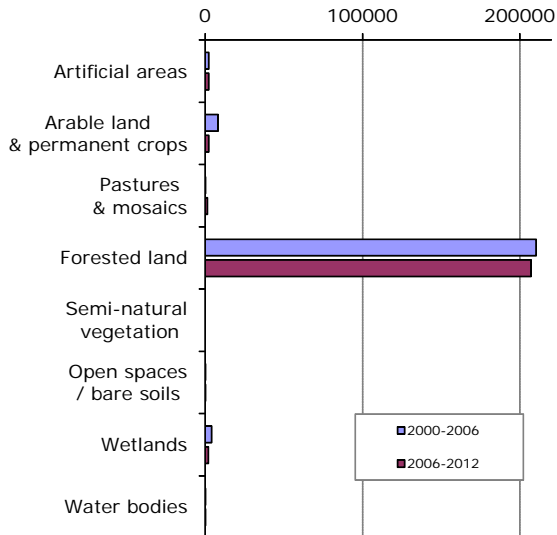 0 100000 200000
Artificial areas
Arable land
& permanent crops
Pastures
& mosaics
Forested land
Semi-natural
vegetation
Open spaces
/ bare soils
2000-2006
Wetlands
2006-2012
Water bodies